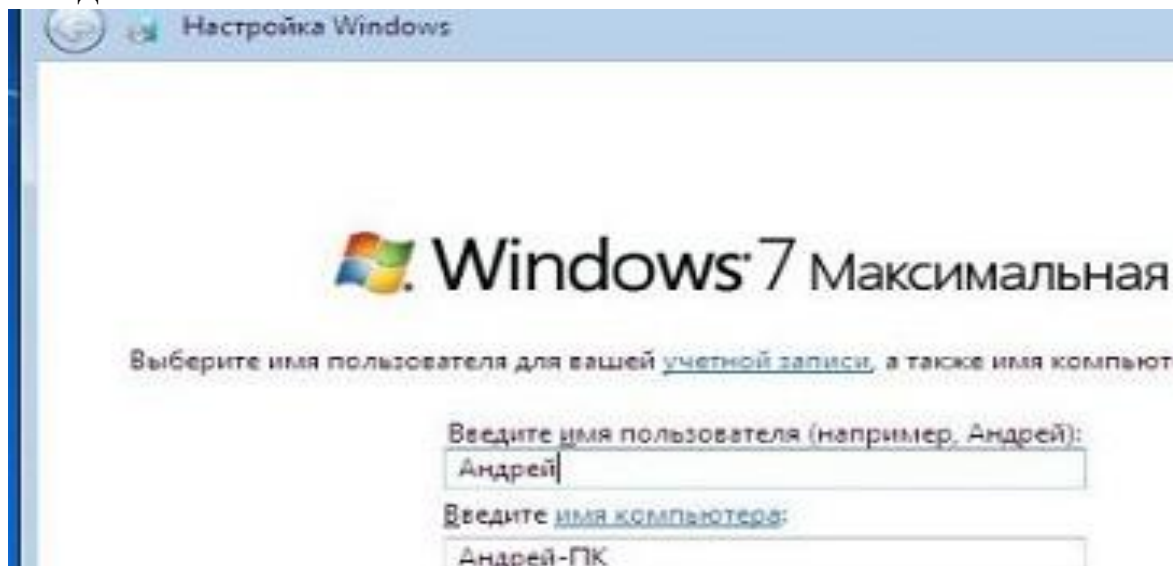 Настройка Windows
Windows 7 Максимальная
Выберите имя пользователя для вашей учетной записи, а также имя компьют
Введите имя пользователя (например, Андрей):
Андрей
Введите имя компьютера:
Андрей-ПК